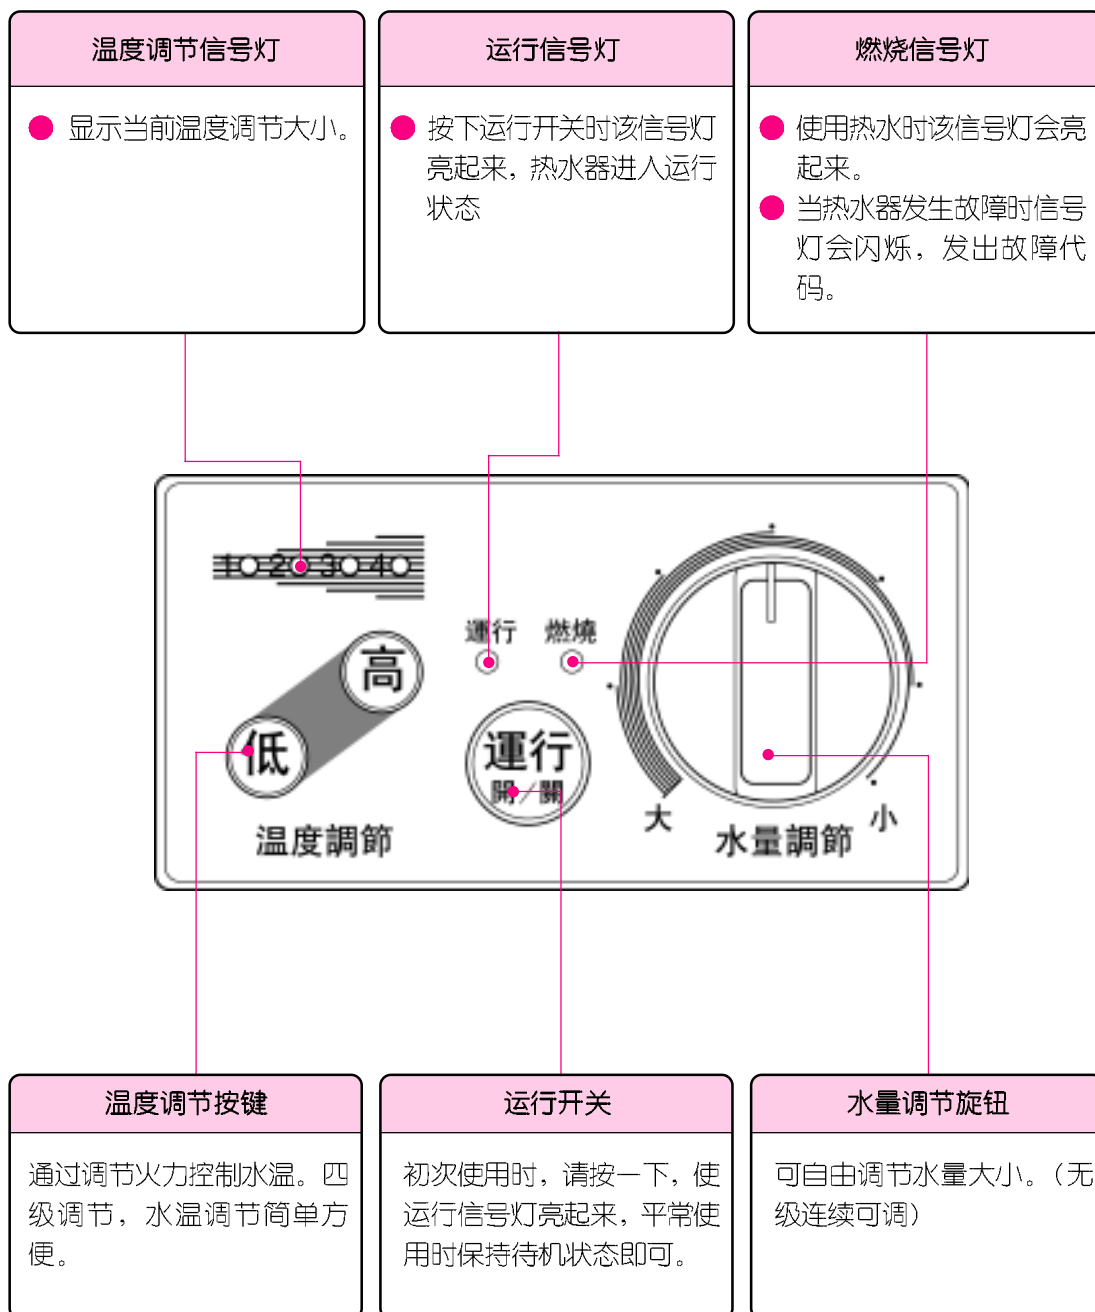 温度调节信号灯
显示当前温度调节大小。
运行信号灯
按下运行开关时该信号灯
亮起来，热水器进入运行
状态
燃烧信号灯
使用热水时该信号灯会亮
起来。
当热水器发生故障时信号
灯会闪烁，发出故障代
码。
1 2 3 4
高
低
温度調節
運行 燃燒
運行
開/關
大
小
水量調節
温度调节按键
通过调节火力控制水温。四
级调节，水温调节简单方
便。
运行开关
初次使用时，请按一下，使
运行信号灯亮起来，平常使
用时保持待机状态即可。
水量调节旋钮
可自由调节水量大小。（无
级连续可调）